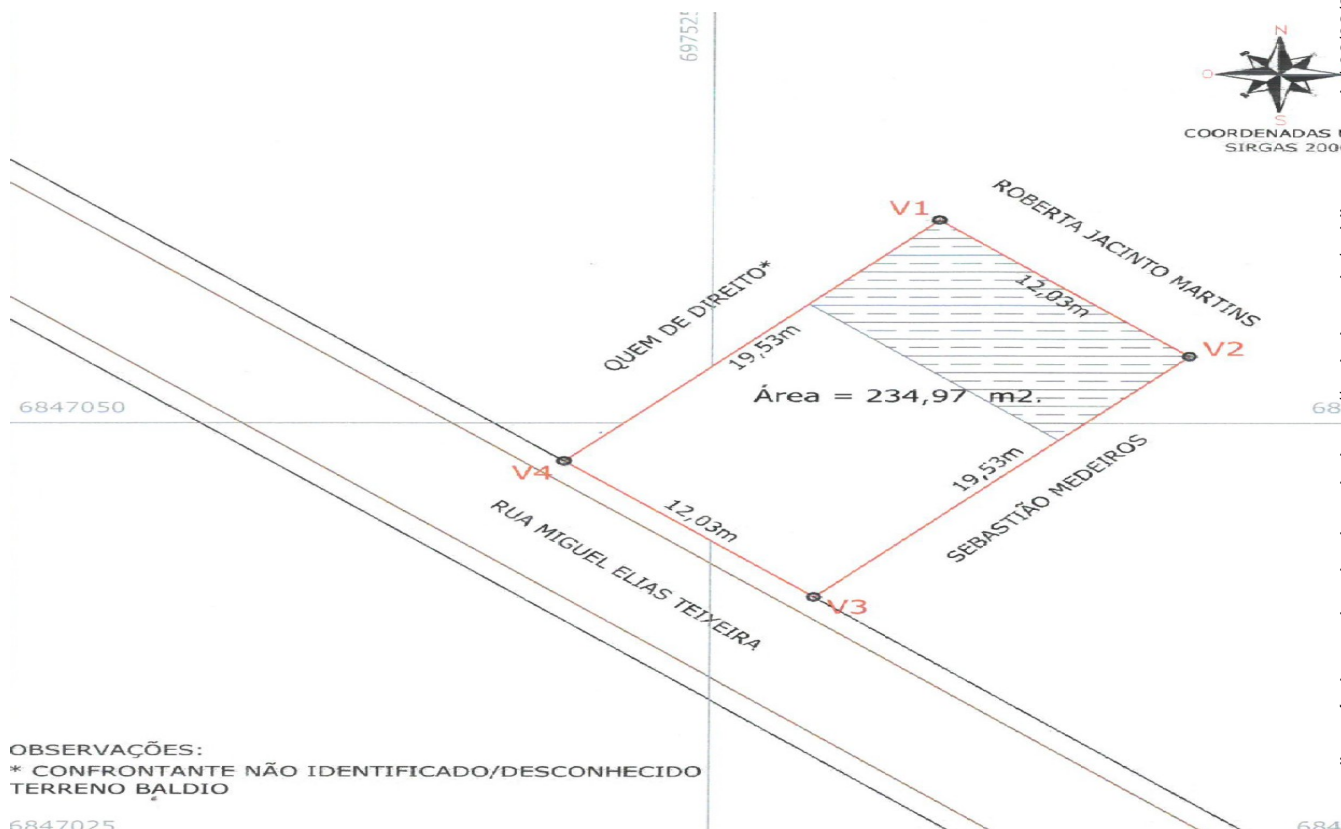 697525
N
O
S
COORDENADAS U
SIRGAS 200
V1
ROBERTA JACINTO MARTINS
12,03m
QUEM DE DIREITO*
19,53m
V2
Área = 234,97 m2.
6847050
68
V4
19,53m
SEBASTIÃO MEDEIROS
12,03m
RUA MIGUEL ELIAS TEIXEIRA
V3
OBSERVAÇÕES:
* CONFRONTANTE NÃO IDENTIFICADO/DESCONHECIDO
TERRENO BALDIO
6847025
684